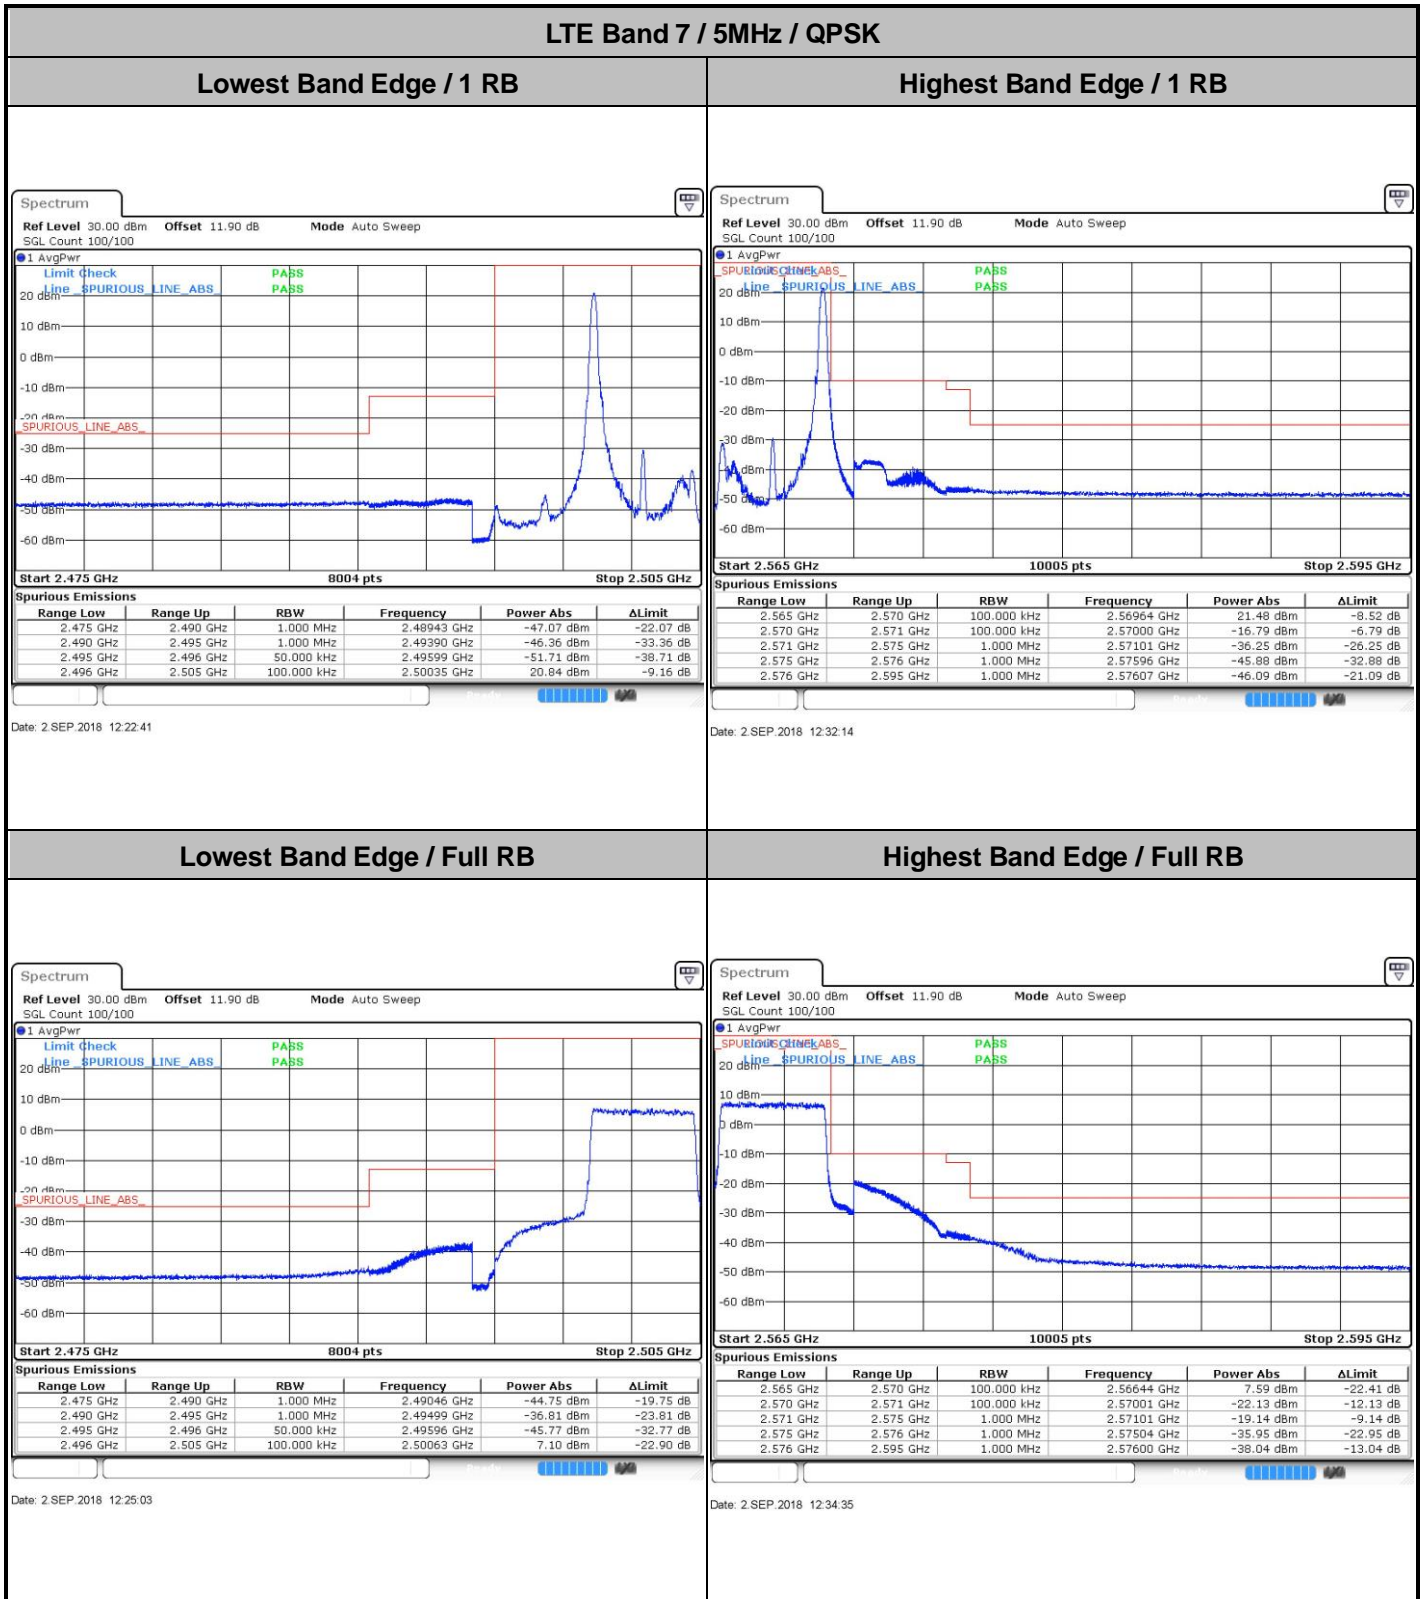 LTE Band 7 / 5MHz / QPSK
Lowest Band Edge / 1 RB
Highest Band Edge / 1 RB
Spectrum
Ref Level 30.00 dBm Offset 11.90 dB Mode Auto Sweep
SGL Count 100/100
1 AvgPwr
Limit Check PASS
Line _SPURIOUS_LINE_ABS_ PASS
20 dBm
10 dBm
0 dBm
-10 dBm
-20 dBm
_SPURIOUS_LINE_ABS_
-30 dBm
-40 dBm
-50 dBm
-60 dBm
Start 2.475 GHz 8004 pts Stop 2.505 GHz
Spurious Emissions
Range Low Range Up RBW Frequency Power Abs ΔLimit
2.475 GHz 2.490 GHz 1.000 MHz 2.48943 GHz -47.07 dBm -22.07 dB
2.490 GHz 2.495 GHz 1.000 MHz 2.49390 GHz -46.36 dBm -33.36 dB
2.495 GHz 2.496 GHz 50.000 kHz 2.49599 GHz -51.71 dBm -38.71 dB
2.496 GHz 2.505 GHz 100.000 kHz 2.50035 GHz 20.84 dBm -9.16 dB
Date: 2.SEP.2018 12:22:41
Spectrum
Ref Level 30.00 dBm Offset 11.90 dB Mode Auto Sweep
SGL Count 100/100
1 AvgPwr
_SPURIOUS_LINE_ABS_
Limit Check PASS
Line _SPURIOUS_LINE_ABS_ PASS
20 dBm
10 dBm
0 dBm
-10 dBm
-20 dBm
-30 dBm
-40 dBm
-50 dBm
-60 dBm
Start 2.565 GHz 10005 pts Stop 2.595 GHz
Spurious Emissions
Range Low Range Up RBW Frequency Power Abs ΔLimit
2.565 GHz 2.570 GHz 100.000 kHz 2.56964 GHz 21.48 dBm -8.52 dB
2.570 GHz 2.571 GHz 100.000 kHz 2.57000 GHz -16.79 dBm -6.79 dB
2.571 GHz 2.575 GHz 1.000 MHz 2.57101 GHz -36.25 dBm -26.25 dB
2.575 GHz 2.576 GHz 1.000 MHz 2.57596 GHz -45.88 dBm -32.88 dB
2.576 GHz 2.595 GHz 1.000 MHz 2.57607 GHz -46.09 dBm -21.09 dB
Date: 2.SEP.2018 12:32:14
Lowest Band Edge / Full RB
Highest Band Edge / Full RB
Spectrum
Ref Level 30.00 dBm Offset 11.90 dB Mode Auto Sweep
SGL Count 100/100
1 AvgPwr
Limit Check PASS
Line _SPURIOUS_LINE_ABS_ PASS
20 dBm
10 dBm
0 dBm
-10 dBm
-20 dBm
_SPURIOUS_LINE_ABS_
-30 dBm
-40 dBm
-50 dBm
-60 dBm
Start 2.475 GHz 8004 pts Stop 2.505 GHz
Spurious Emissions
Range Low Range Up RBW Frequency Power Abs ΔLimit
2.475 GHz 2.490 GHz 1.000 MHz 2.49046 GHz -44.75 dBm -19.75 dB
2.490 GHz 2.495 GHz 1.000 MHz 2.49499 GHz -36.81 dBm -23.81 dB
2.495 GHz 2.496 GHz 50.000 kHz 2.49596 GHz -45.77 dBm -32.77 dB
2.496 GHz 2.505 GHz 100.000 kHz 2.50063 GHz 7.10 dBm -22.90 dB
Date: 2.SEP.2018 12:25:03
Spectrum
Ref Level 30.00 dBm Offset 11.90 dB Mode Auto Sweep
SGL Count 100/100
1 AvgPwr
_SPURIOUS_LINE_ABS_
Limit Check PASS
Line _SPURIOUS_LINE_ABS_ PASS
20 dBm
10 dBm
0 dBm
-10 dBm
-20 dBm
-30 dBm
-40 dBm
-50 dBm
-60 dBm
Start 2.565 GHz 10005 pts Stop 2.595 GHz
Spurious Emissions
Range Low Range Up RBW Frequency Power Abs ΔLimit
2.565 GHz 2.570 GHz 100.000 kHz 2.56644 GHz 7.59 dBm -22.41 dB
2.570 GHz 2.571 GHz 100.000 kHz 2.57001 GHz -22.13 dBm -12.13 dB
2.571 GHz 2.575 GHz 1.000 MHz 2.57101 GHz -19.14 dBm -9.14 dB
2.575 GHz 2.576 GHz 1.000 MHz 2.57504 GHz -35.95 dBm -22.95 dB
2.576 GHz 2.595 GHz 1.000 MHz 2.57600 GHz -38.04 dBm -13.04 dB
Date: 2.SEP.2018 12:34:35